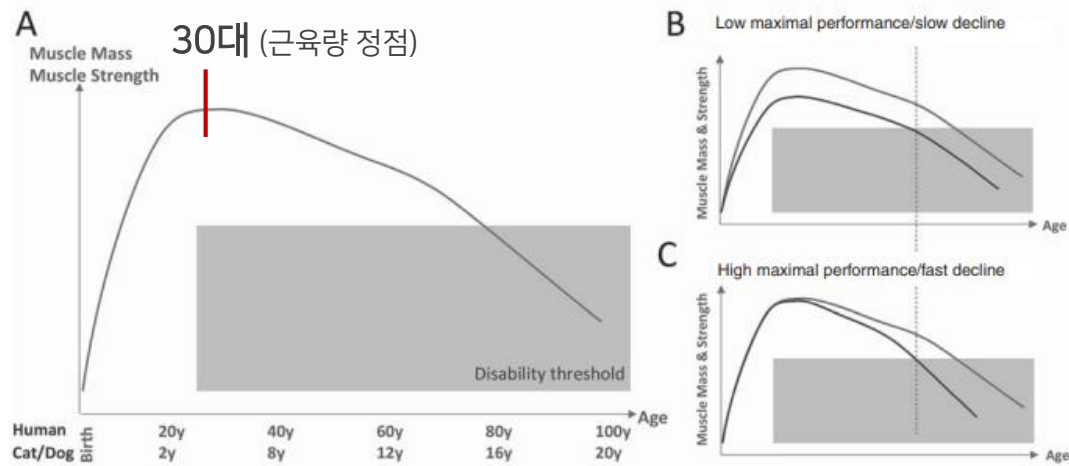 A
30대 (근육량 정점)
Muscle Mass
Muscle Strength
Disability threshold
Age
Birth
Human 20y 40y 60y 80y 100y
Cat/Dog 2y 8y 12y 16y 20y
B
Low maximal performance/slow decline
Muscle Mass & Strength
Age
C
High maximal performance/fast decline
Muscle Mass & Strength
Age